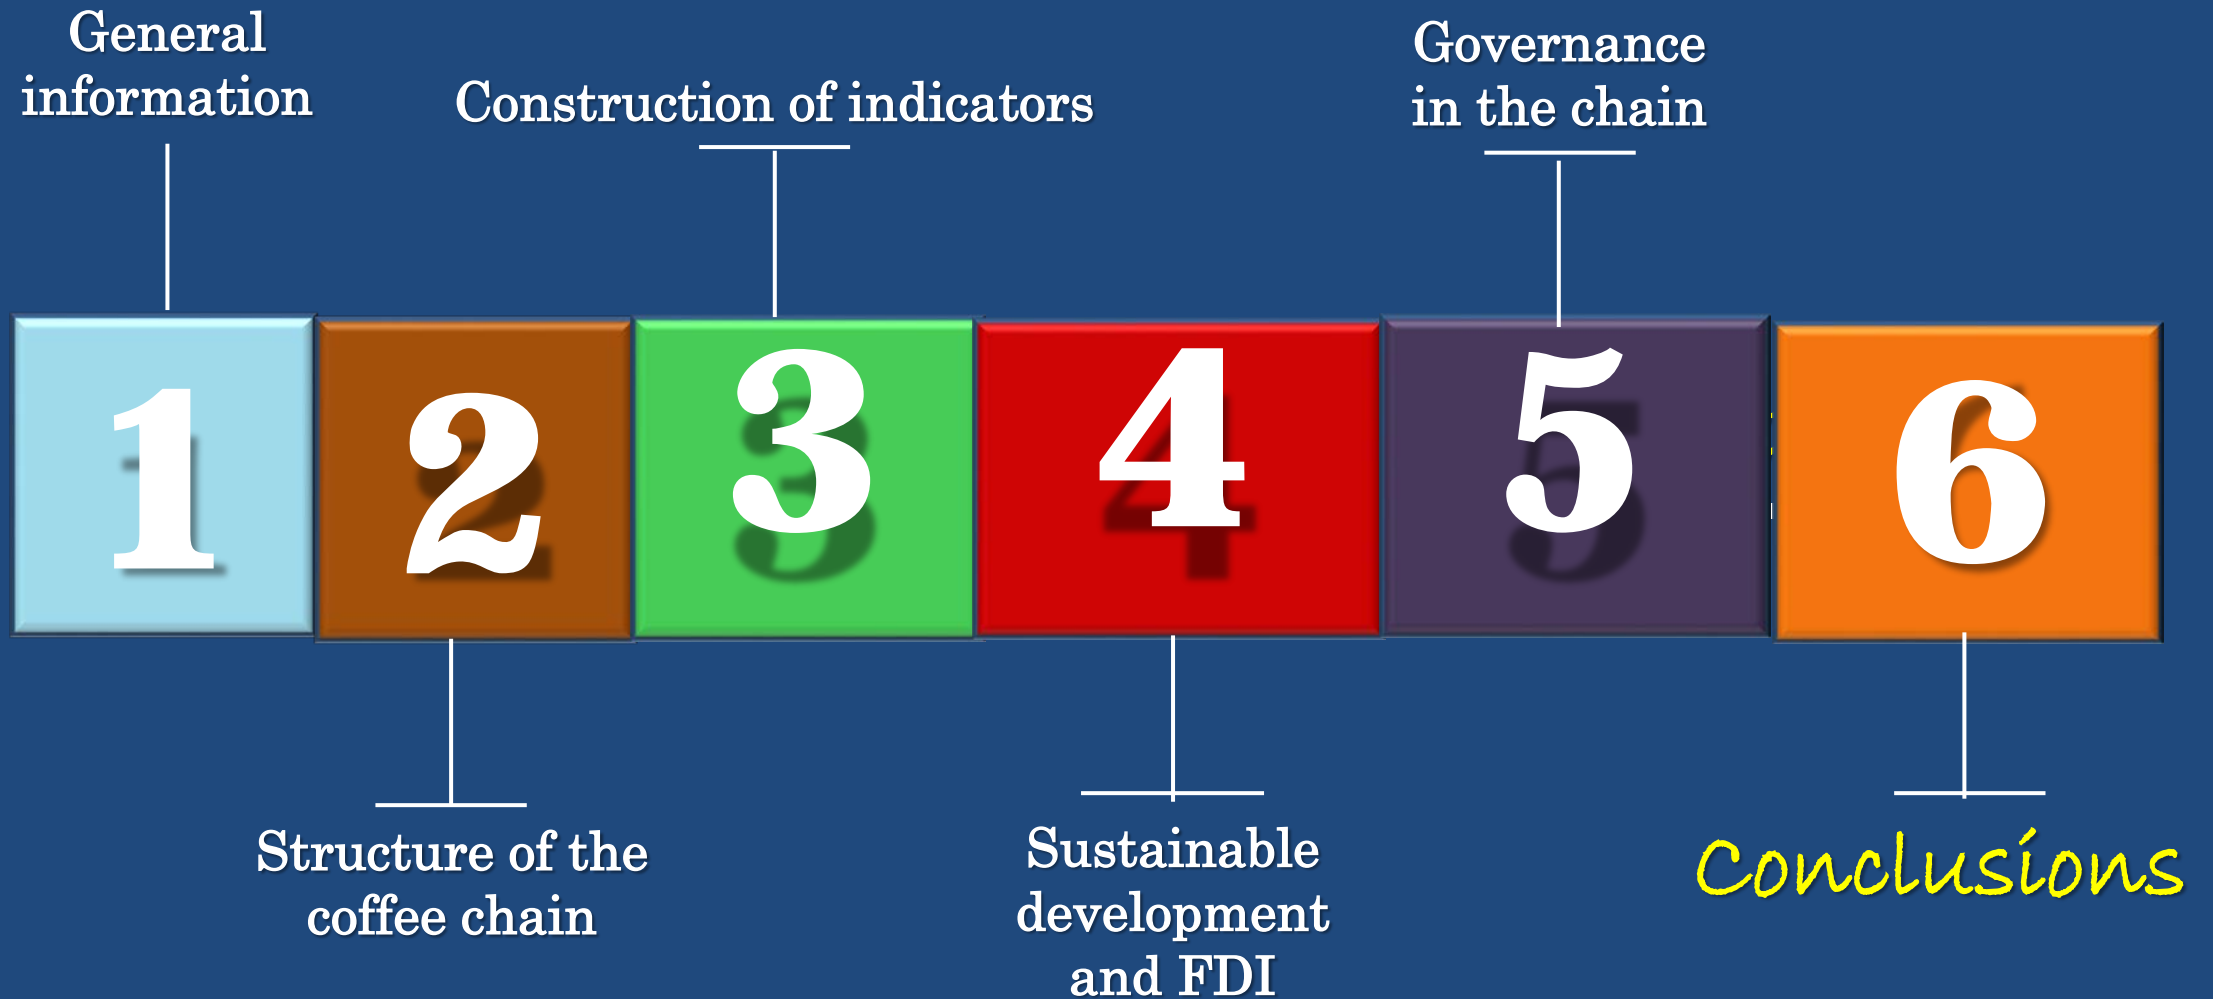 General
information
Construction of indicators
Governance
in the chain
1
2
3
4
5
6
Structure of the
coffee chain
Sustainable
development
and FDI
Conclusions